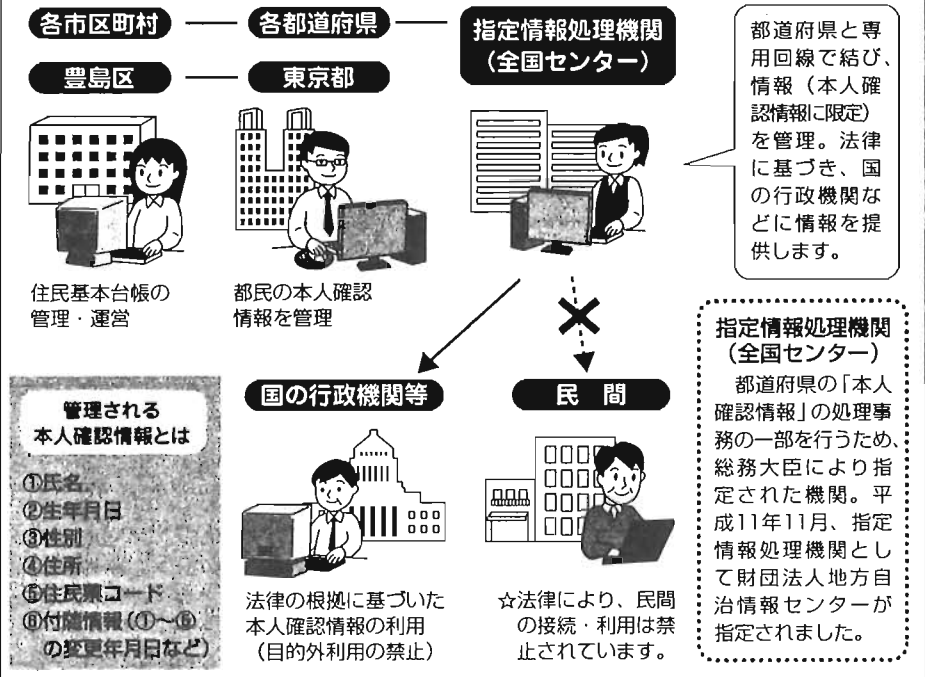 各市区町村
各都道府県
指定情報処理機関
（全国センター）
豊島区
東京都
都道府県と専
用回線で結び、
情報（本人確
認情報に限定）
を管理。法律
に基づき、国
の行政機関な
どに情報を提
供します。
住民基本台帳の
管理・運営
都民の本人確認
情報を管理
指定情報処理機関
（全国センター）
都道府県の「本人
確認情報」の処理事
務の一部を行うため、
総務大臣により指
定された機関。平
成11年11月、指定
情報処理機関とし
て財団法人地方自
治情報センターが
指定されました。
国の行政機関等
民間
管理される
本人確認情報とは
①氏名
②生年月日
③性別
④住所
⑤住民票コード
⑥付随情報（①〜⑤
の変更年月日など）
法律の根拠に基づいた
本人確認情報の利用
（目的外利用の禁止）
☆法律により、民間
の接続・利用は禁
止されています。